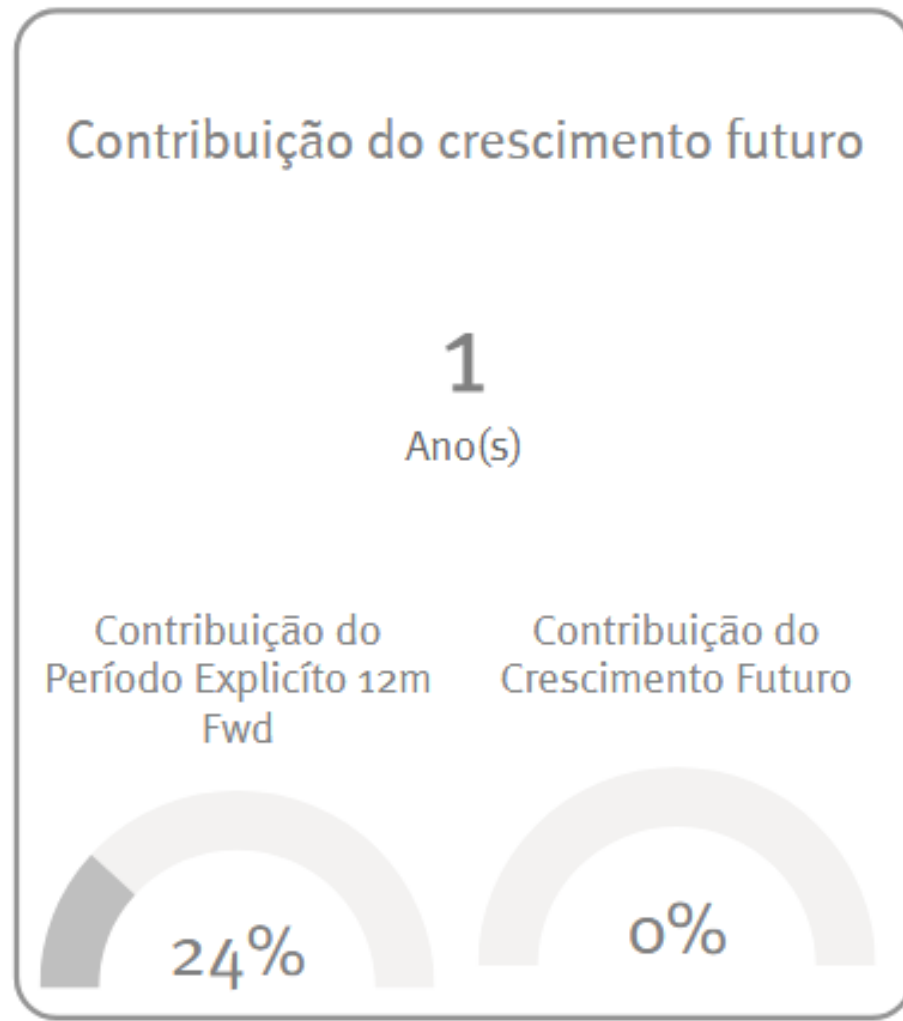 Contribuição do crescimento futuro
1
Ano(s)
Contribuição do
Período Explicíto 12m
Fwd
Contribuição do
Crescimento Futuro
24%
0%